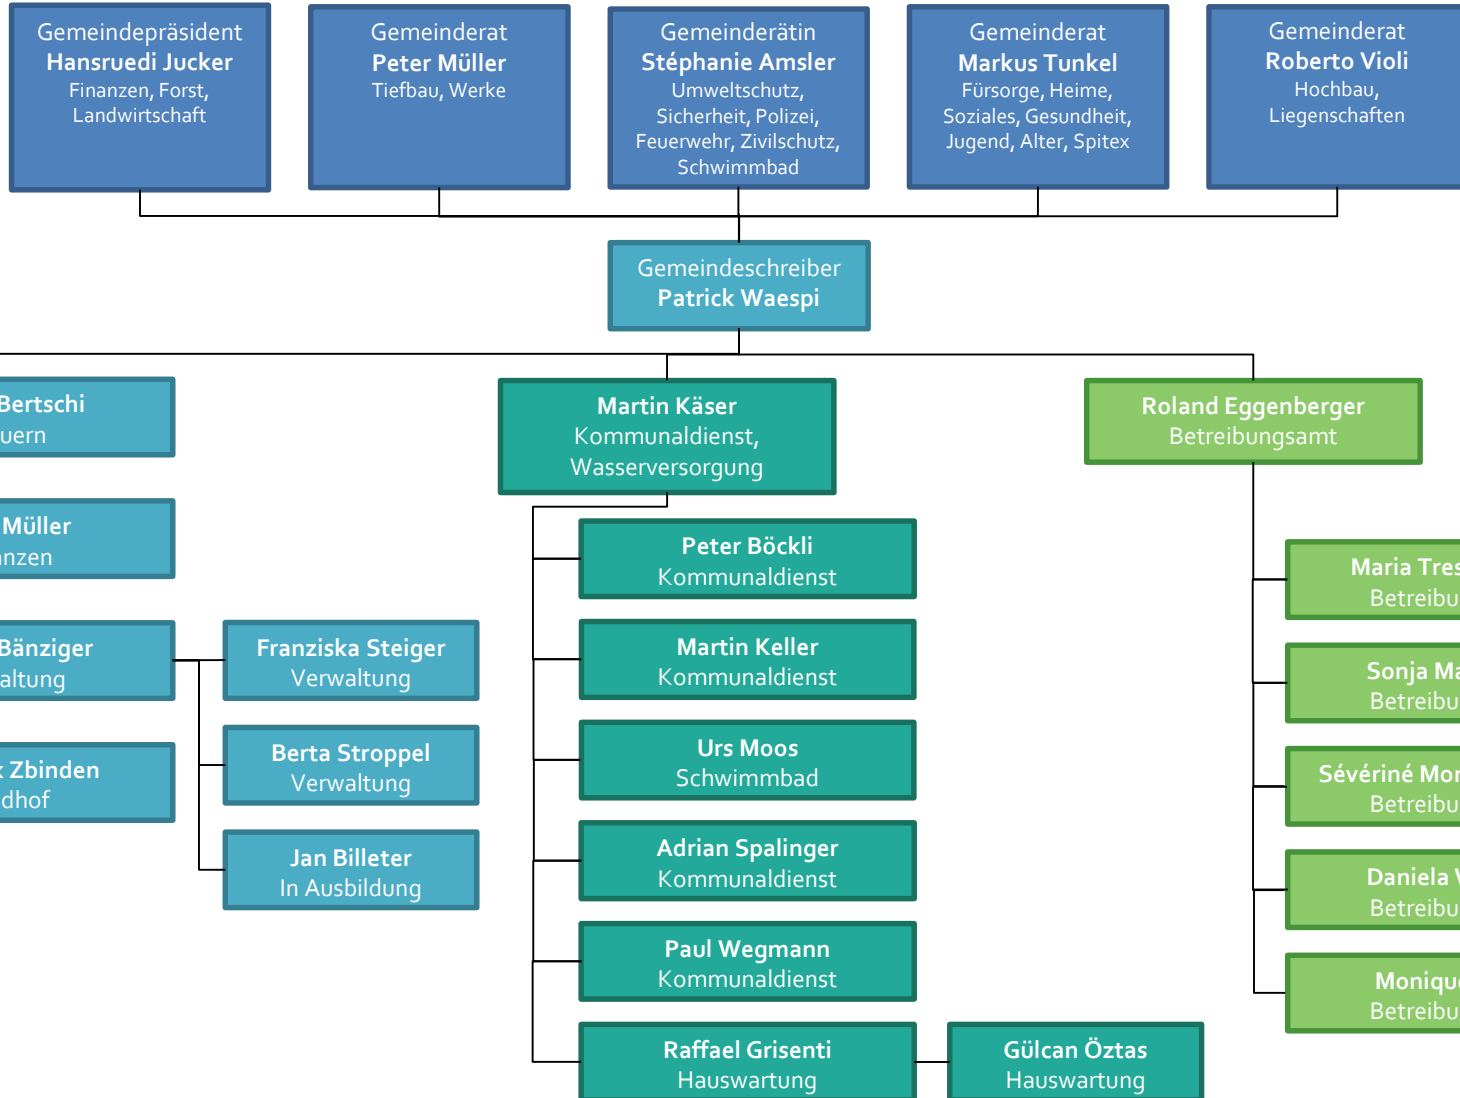 Gemeindepräsident
Hansruedi Jucker
Finanzen, Forst,
Landwirtschaft
Gemeinderat
Peter Müller
Tiefbau, Werke
Gemeinderätin
Stéphanie Amsler
Umweltschutz,
Sicherheit, Polizei,
Feuerwehr, Zivilschutz,
Schwimmbad
Gemeinderat
Markus Tunkel
Fürsorge, Heime,
Soziales, Gesundheit,
Jugend, Alter, Spitex
Gemeinderat
Roberto Violi
Hochbau,
Liegenschaften
Gemeindeschreiber
Patrick Waespi
Bertschi
Müller
Bänziger
Zbinden
Franziska Steiger
Verwaltung
Berta Stroppel
Verwaltung
Jan Billeter
In Ausbildung
Martin Käser
Kommunaldienst,
Wasserversorgung
Peter Böckli
Kommunaldienst
Martin Keller
Kommunaldienst
Urs Moos
Schwimmbad
Adrian Spalinger
Kommunaldienst
Paul Wegmann
Kommunaldienst
Raffael Grisenti
Hauswartung
Gülcan Öztas
Hauswartung
Roland Eggenberger
Betreibungsamt
Maria
Sonja
Sévériné
Daniela